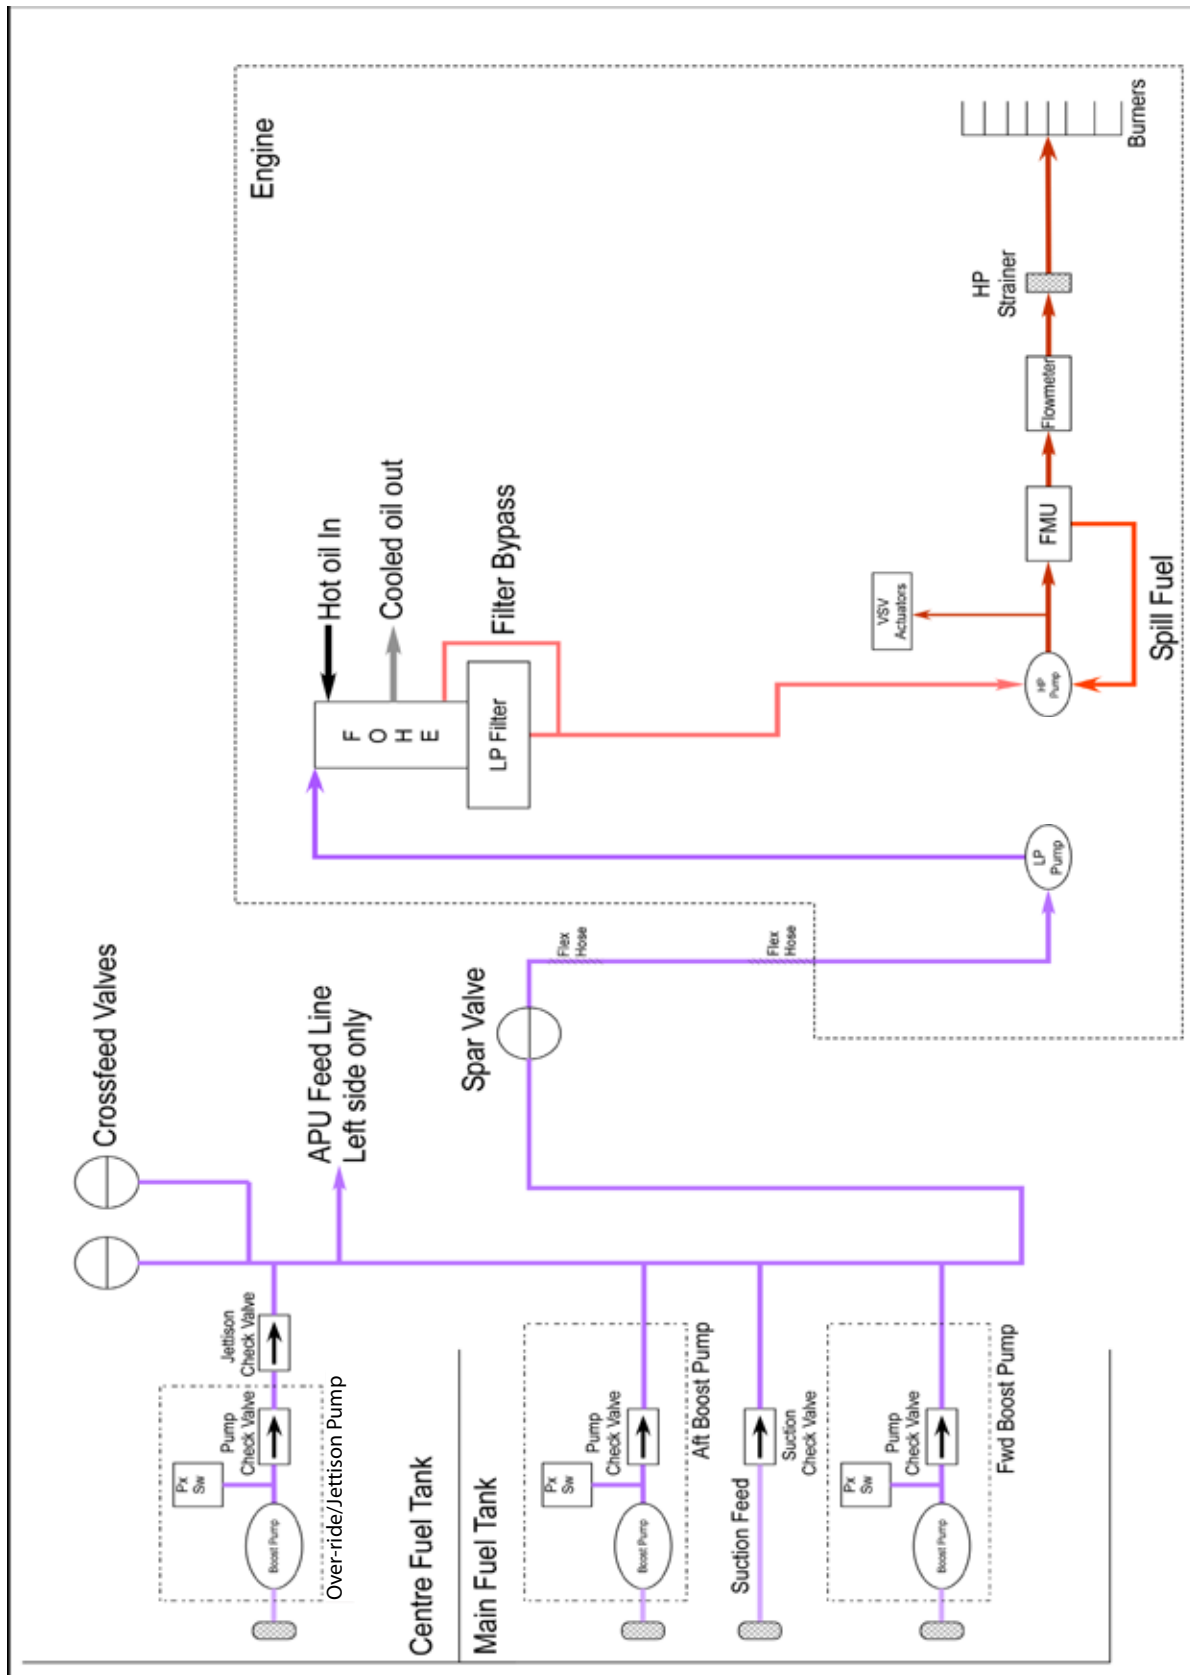 Crossfeed Valves
Engine
Px
Sw
Pump
Check Valve
Jettison
Check Valve
Boost Pump
Over-ride/Jettison Pump
APU Feed Line
Left side only
Hot oil In
Cooled oil out
F
O
H
E
LP Filter
Filter Bypass
Centre Fuel Tank
Main Fuel Tank
Spar Valve
Flex
Hose
Flex
Hose
Px
Sw
Pump
Check Valve
Boost Pump
Aft Boost Pump
Suction Feed
Suction
Check Valve
Px
Sw
Pump
Check Valve
Boost Pump
Fwd Boost Pump
LP
Pump
HP
Pump
VSV
Actuators
FMU
Flowmeter
HP
Strainer
Burners
Spill Fuel